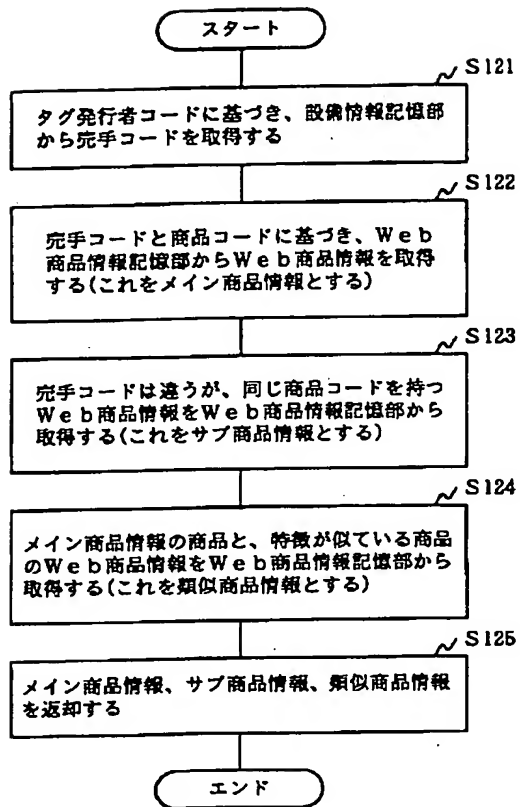 スタート
S121
タグ発行者コードに基づき、設備情報記憶部
から売手コードを取得する
S122
売手コードと商品コードに基づき、Web
商品情報記憶部からWeb商品情報を取得
する(これをメイン商品情報とする)
S123
売手コードは違うが、同じ商品コードを持つ
Web商品情報をWeb商品情報記憶部から
取得する(これをサブ商品情報とする)
S124
メイン商品情報の商品と、特徴が似ている商品
のWeb商品情報をWeb商品情報記憶部から
取得する(これを類似商品情報とする)
S125
メイン商品情報、サブ商品情報、類似商品情報
を返却する
エンド